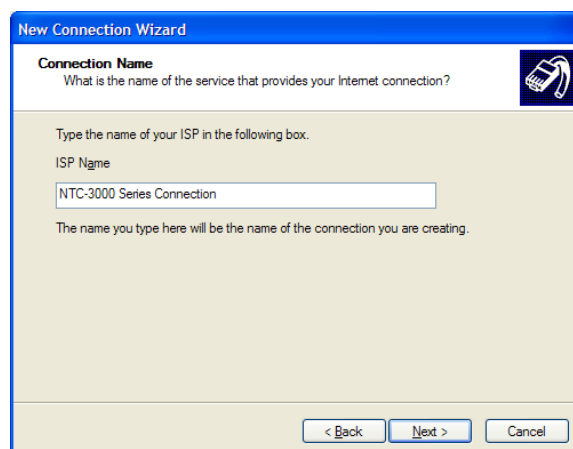 New Connection Wizard
Connection Name
What is the name of the service that provides your Internet connection?
Type the name of your ISP in the following box.
ISP Name
NTC-3000 Series Connection
The name you type here will be the name of the connection you are creating.
< Back
Next >
Cancel